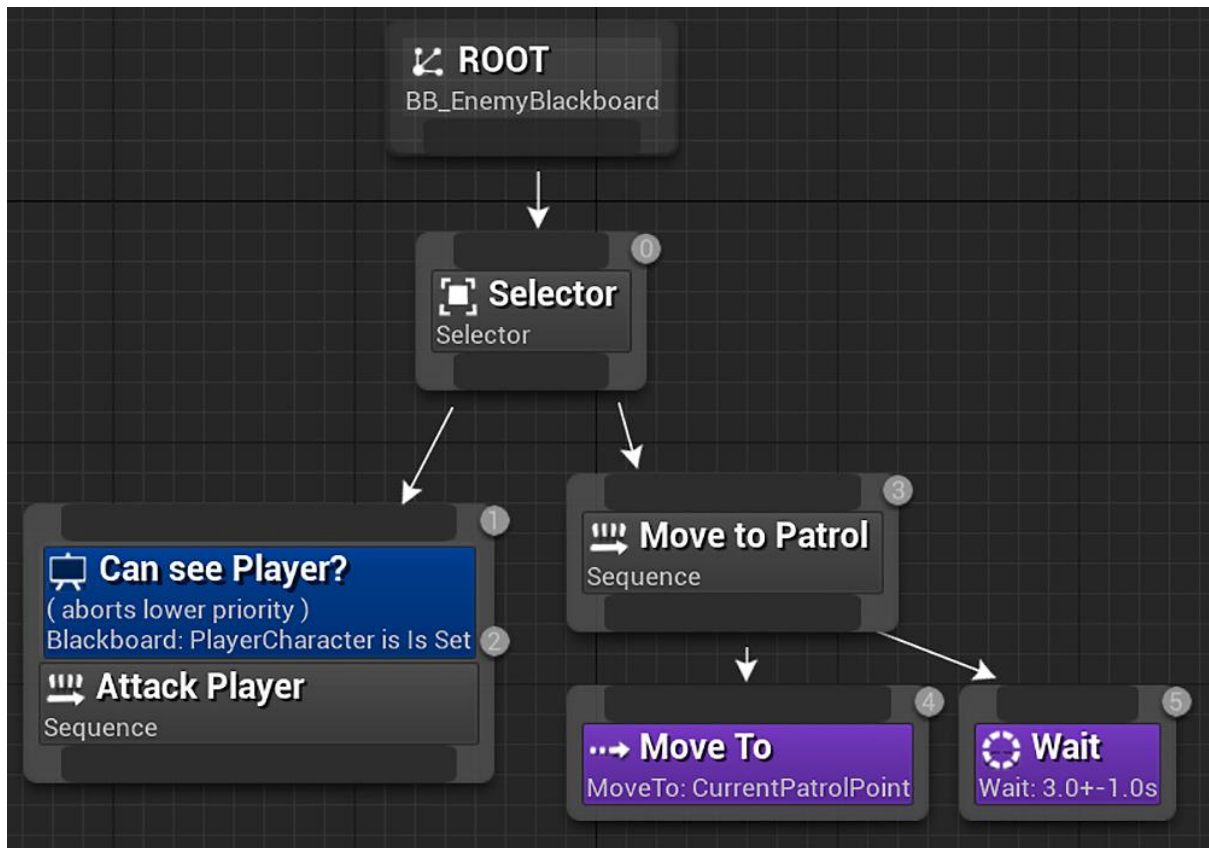 ROOT
BB_EnemyBlackboard
0
Selector
Selector
1
Can see Player?
( aborts lower priority )
Blackboard: PlayerCharacter is Is Set
2
Attack Player
Sequence
3
Move to Patrol
Sequence
4
Move To
MoveTo: CurrentPatrolPoint
5
Wait
Wait: 3.0+-1.0s